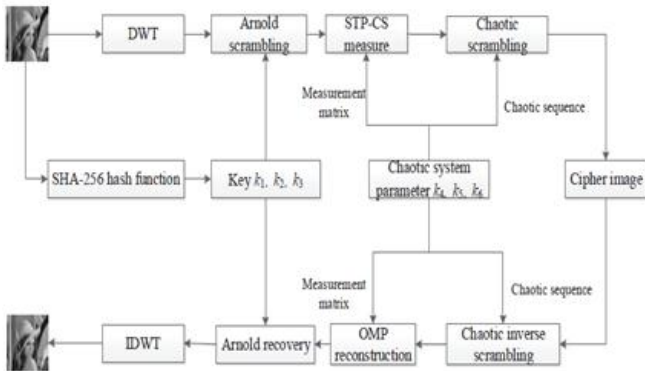 DWT
Arnold
scrambling
STP-CS
measure
Chaotic
scrambling
Measurement
matrix
Chaotic sequence
SHA-256 hash function
Key k₁, k₂, k₃
Chaotic system
parameter k₄, k₅, k₆
Cipher image
Measurement
matrix
Chaotic sequence
IDWT
Arnold recovery
OMP
reconstruction
Chaotic inverse
scrambling